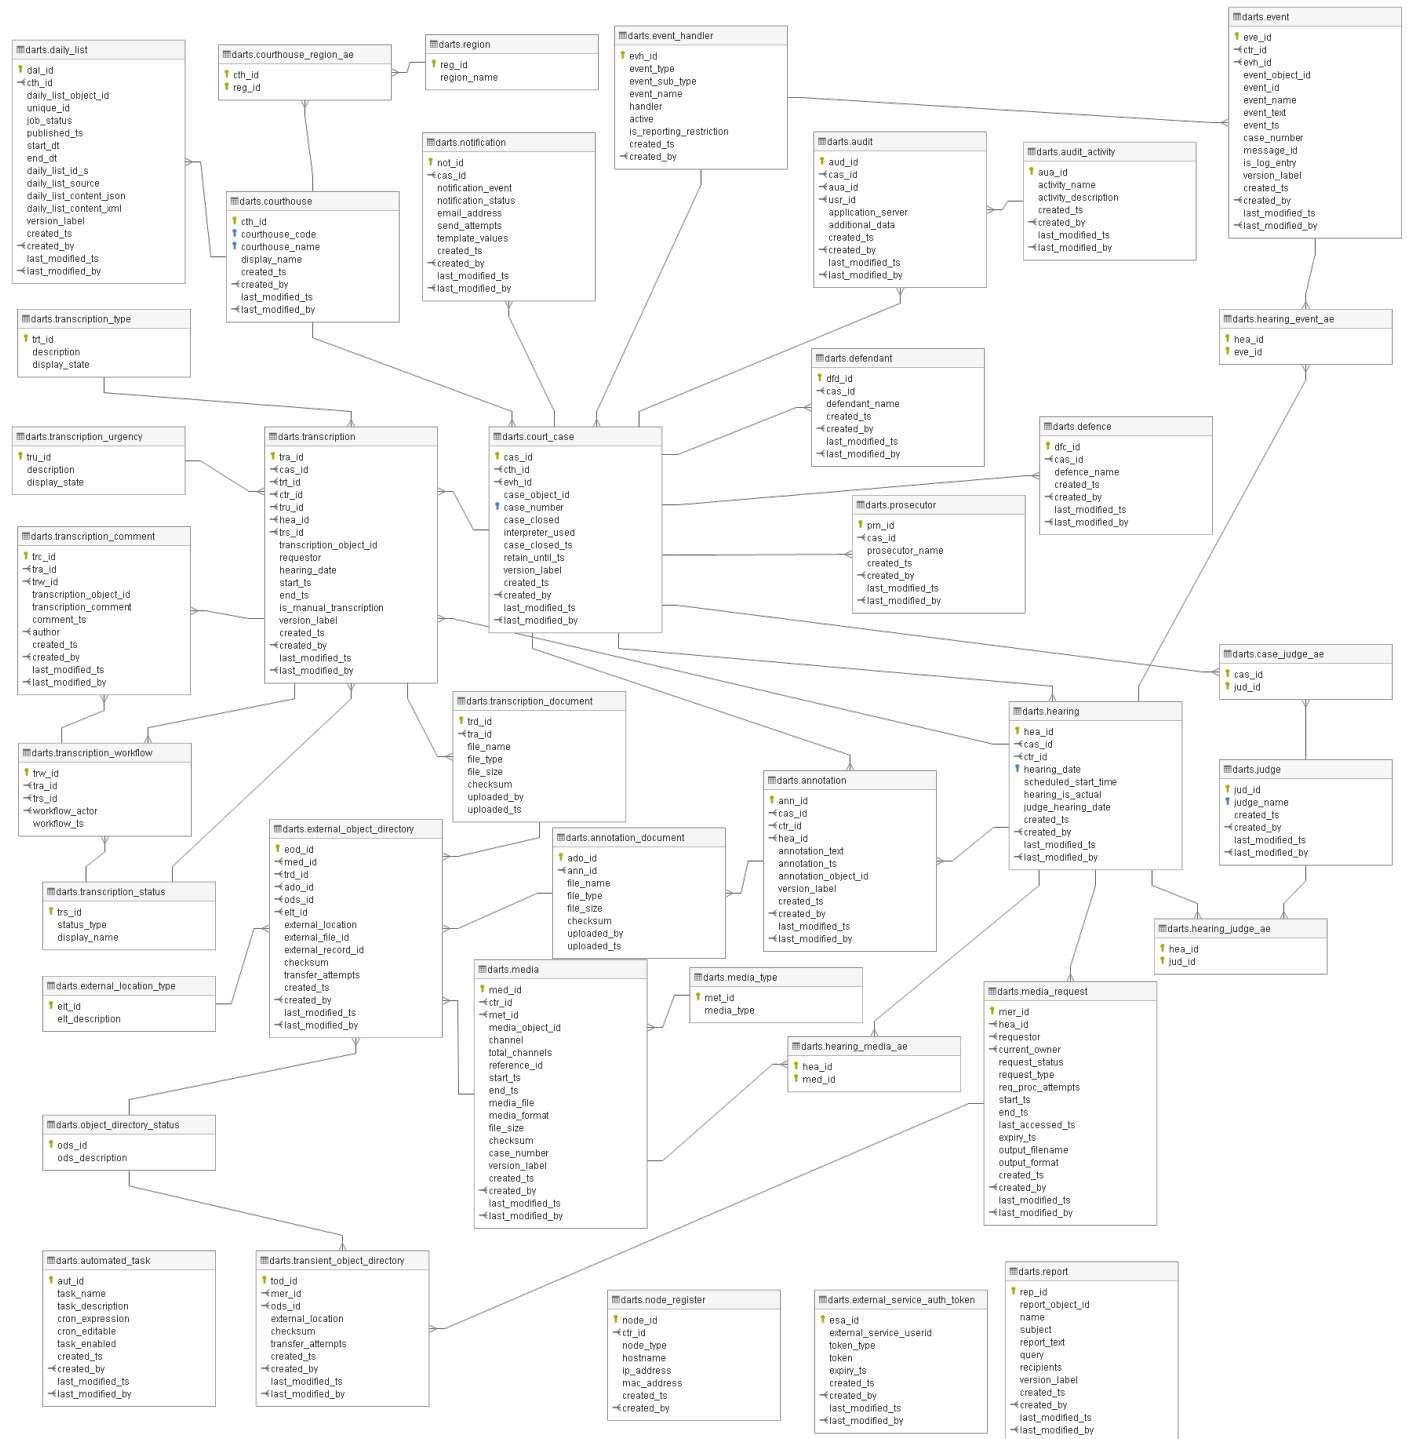 darts.daily_list
dal_id
cth_id
daily_list_object_id
unique_id
job_status
published_ts
start_dt
end_dt
daily_list_id_s
daily_list_source
daily_list_content_json
daily_list_content_xml
version_label
created_ts
created_by
last_modified_ts
last_modified_by
darts.courthouse_region_ae
cth_id
reg_id
darts.region
reg_id
region_name
darts.event_handler
evh_id
event_type
event_sub_type
event_name
handler
active
is_reporting_restriction
created_ts
created_by
darts.event
eve_id
ctr_id
evh_id
event_object_id
event_id
event_name
event_text
event_ts
case_number
message_id
is_log_entry
version_label
created_ts
created_by
last_modified_ts
last_modified_by
darts.notification
not_id
cas_id
notification_event
notification_status
email_address
send_attempts
template_values
created_ts
created_by
last_modified_ts
last_modified_by
darts.audit
aud_id
cas_id
aua_id
usr_id
application_server
additional_data
created_ts
created_by
last_modified_ts
last_modified_by
darts.audit_activity
aua_id
activity_name
activity_description
created_ts
created_by
last_modified_ts
last_modified_by
darts.courthouse
cth_id
courthouse_code
courthouse_name
display_name
created_ts
created_by
last_modified_ts
last_modified_by
darts.transcription_type
trt_id
description
display_state
darts.hearing_event_ae
hea_id
eve_id
darts.defendant
dfd_id
cas_id
defendant_name
created_ts
created_by
last_modified_ts
last_modified_by
darts.transcription_urgency
tru_id
description
display_state
darts.transcription
tra_id
cas_id
trt_id
ctr_id
tru_id
hea_id
trs_id
transcription_object_id
requestor
hearing_date
start_ts
end_ts
is_manual_transcription
version_label
created_ts
created_by
last_modified_ts
last_modified_by
darts.court_case
cas_id
cth_id
evh_id
case_object_id
case_number
case_closed
interpreter_used
case_closed_ts
retain_until_ts
version_label
created_ts
created_by
last_modified_ts
last_modified_by
darts.defence
dfc_id
cas_id
defence_name
created_ts
created_by
last_modified_ts
last_modified_by
darts.prosecutor
prn_id
cas_id
prosecutor_name
created_ts
created_by
last_modified_ts
last_modified_by
darts.transcription_comment
trc_id
tra_id
trw_id
transcription_object_id
transcription_comment
comment_ts
author
created_ts
created_by
last_modified_ts
last_modified_by
darts.case_judge_ae
cas_id
jud_id
darts.transcription_document
trd_id
tra_id
file_name
file_type
file_size
checksum
uploaded_by
uploaded_ts
darts.hearing
hea_id
cas_id
ctr_id
hearing_date
scheduled_start_time
hearing_is_actual
judge_hearing_date
created_ts
created_by
last_modified_ts
last_modified_by
darts.transcription_workflow
trw_id
tra_id
trs_id
workflow_actor
workflow_ts
darts.judge
jud_id
judge_name
created_ts
created_by
last_modified_ts
last_modified_by
darts.annotation
ann_id
cas_id
ctr_id
hea_id
annotation_text
annotation_ts
annotation_object_id
version_label
created_ts
created_by
last_modified_ts
last_modified_by
darts.external_object_directory
eod_id
med_id
trd_id
ado_id
ods_id
elt_id
external_location
external_file_id
external_record_id
checksum
transfer_attempts
created_ts
created_by
last_modified_ts
last_modified_by
darts.annotation_document
ado_id
ann_id
file_name
file_type
file_size
checksum
uploaded_by
uploaded_ts
darts.transcription_status
trs_id
status_type
display_name
darts.hearing_judge_ae
hea_id
jud_id
darts.media
med_id
ctr_id
met_id
media_object_id
channel
total_channels
reference_id
start_ts
end_ts
media_file
media_format
file_size
checksum
case_number
version_label
created_ts
created_by
last_modified_ts
last_modified_by
darts.media_type
met_id
media_type
darts.external_location_type
elt_id
elt_description
darts.media_request
mer_id
hea_id
requestor
current_owner
request_status
request_type
req_proc_attempts
start_ts
end_ts
last_accessed_ts
expiry_ts
output_filename
output_format
created_ts
created_by
last_modified_ts
last_modified_by
darts.hearing_media_ae
hea_id
med_id
darts.object_directory_status
ods_id
ods_description
darts.automated_task
aut_id
task_name
task_description
cron_expression
cron_editable
task_enabled
created_ts
created_by
last_modified_ts
last_modified_by
darts.transient_object_directory
tod_id
mer_id
ods_id
external_location
checksum
transfer_attempts
created_ts
created_by
last_modified_ts
last_modified_by
darts.node_register
node_id
ctr_id
node_type
hostname
ip_address
mac_address
created_ts
created_by
darts.external_service_auth_token
esa_id
external_service_userid
token_type
token
expiry_ts
created_ts
created_by
last_modified_ts
last_modified_by
darts.report
rep_id
report_object_id
name
subject
report_text
query
recipients
version_label
created_ts
created_by
last_modified_ts
last_modified_by